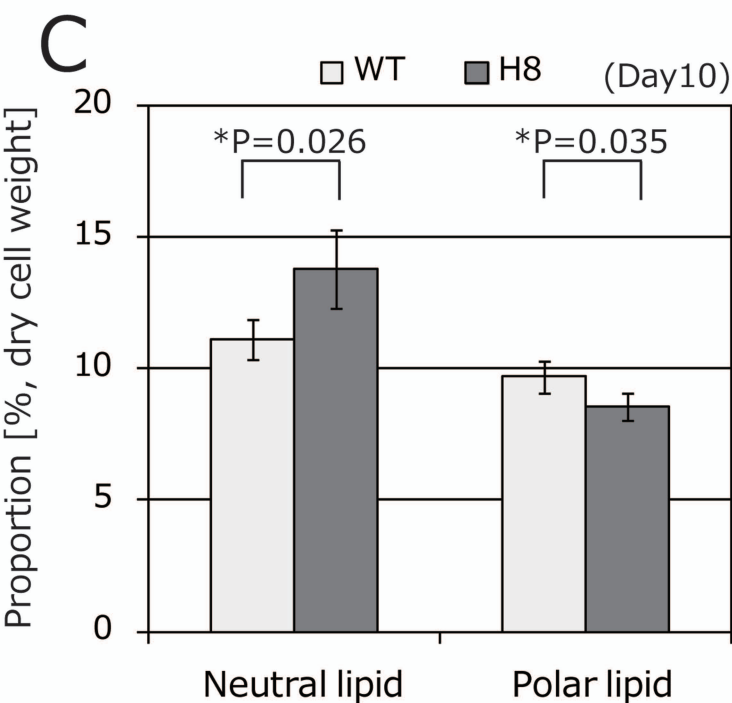 C
WT H8 (Day10)
Proportion [%, dry cell weight]
20
15
10
5
0
*P=0.026 *P=0.035
Neutral lipid Polar lipid